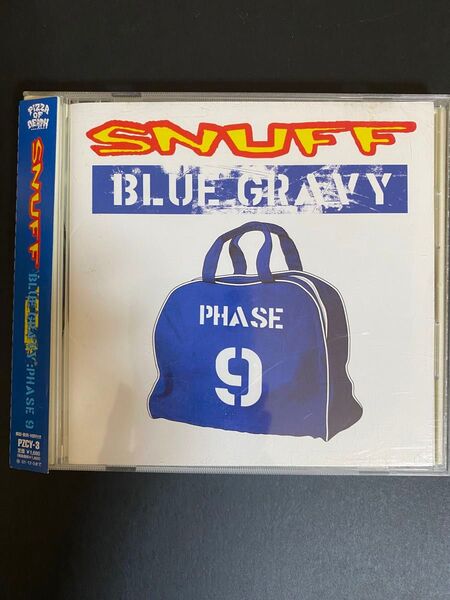 PIZZA
OF
DEATH
SNUFF
BLUE GRAVY:PHASE 9
PZCY-3
SNUFF
BLUE GRAVY
PHASE
9